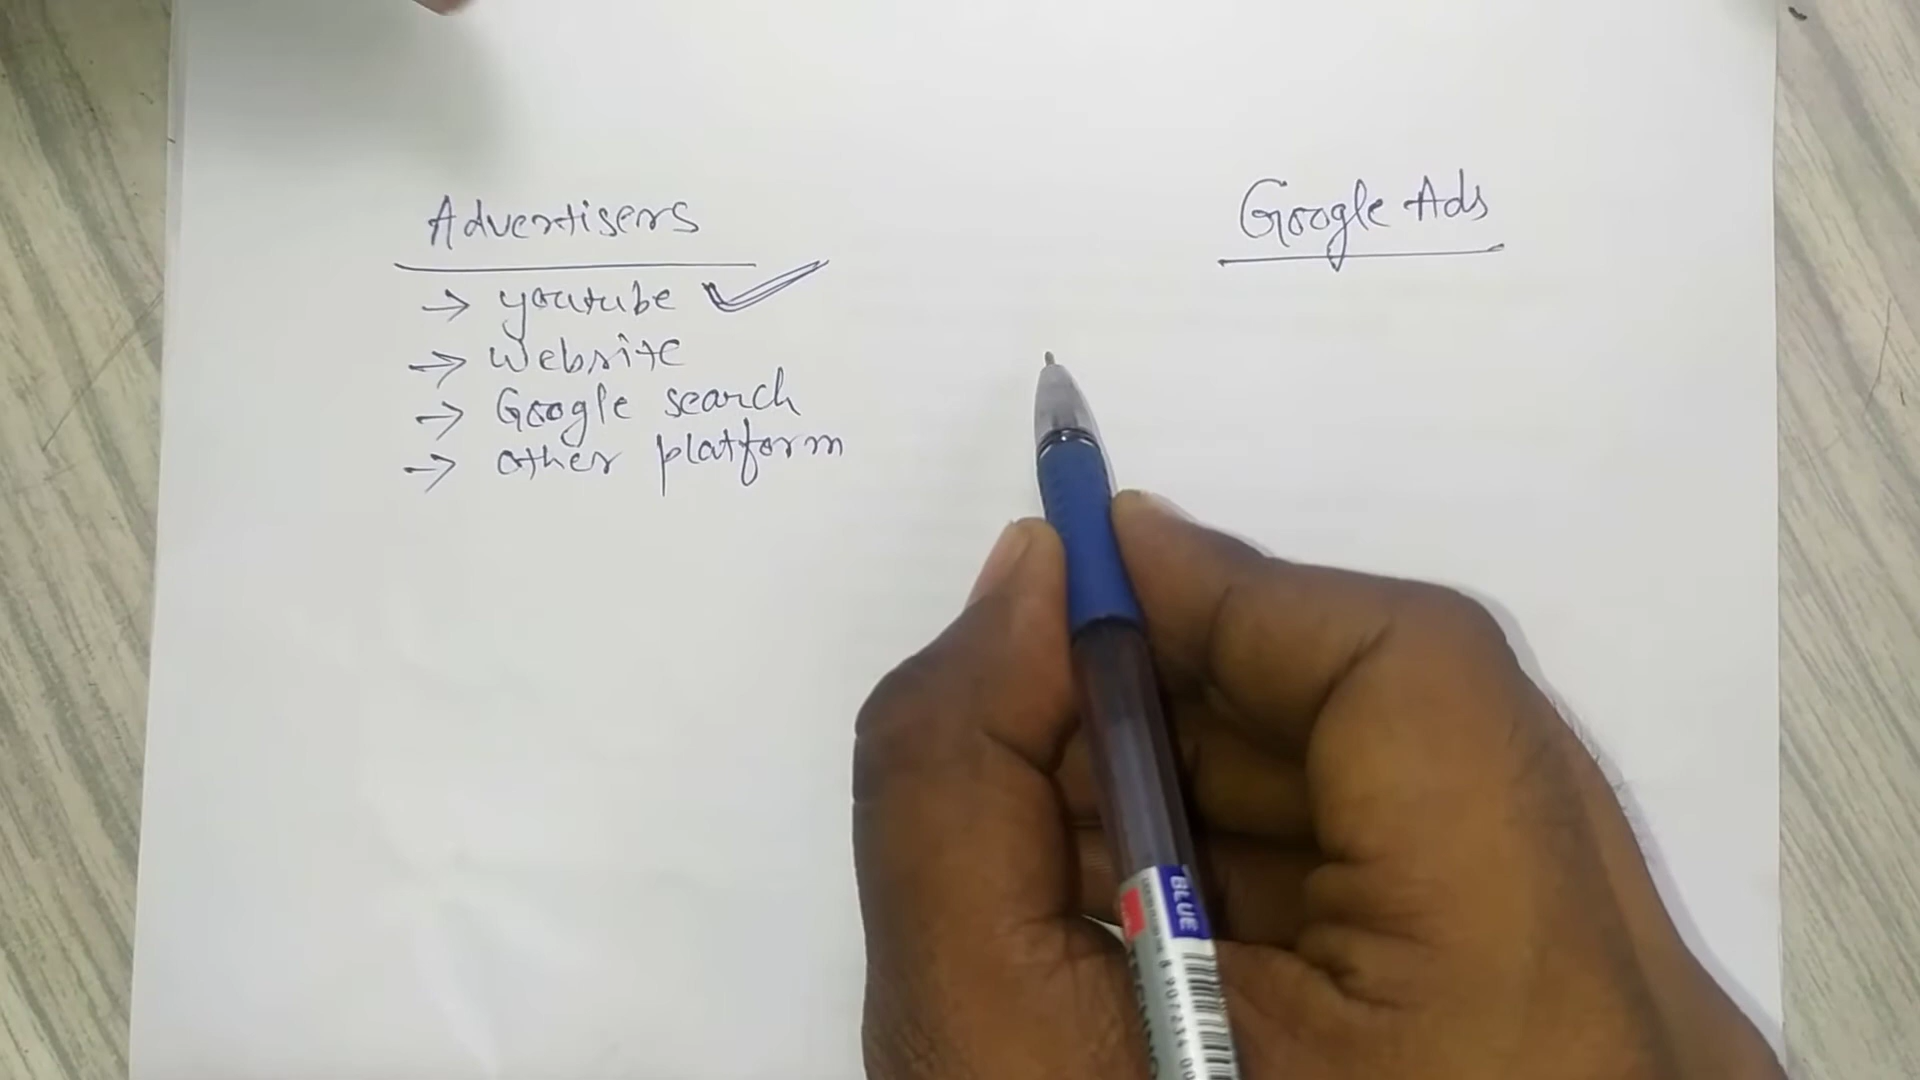 Advertisers
Google Ads
→ youtube ✓
→ Website
→ Google search
→ other platform
BLUE